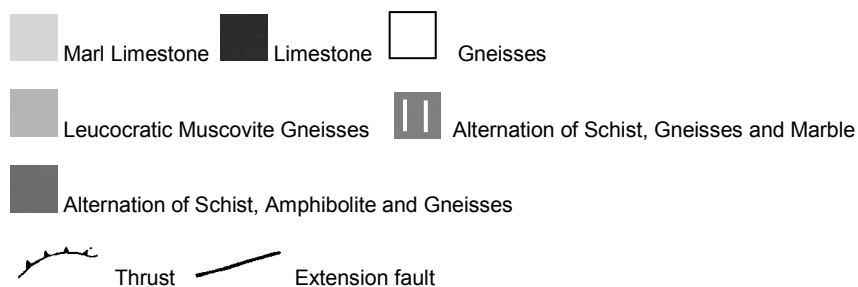 Marl Limestone Limestone Gneisses
Leucocratic Muscovite Gneisses Alternation of Schist, Gneisses and Marble
Alternation of Schist, Amphibolite and Gneisses
Thrust Extension fault